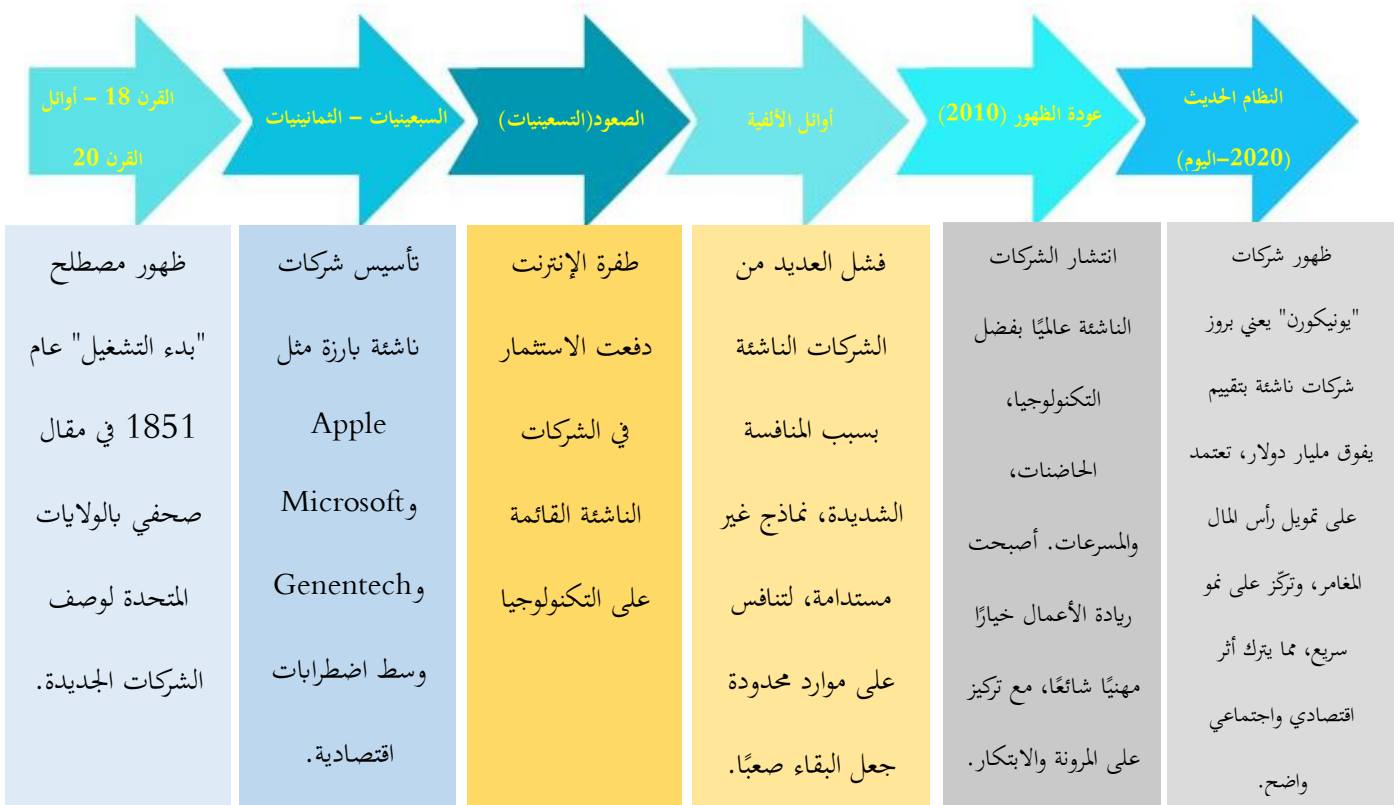 القرن 18 – أوائل
القرن 20
السبعينيات – الثمانينيات
الصعود(التسعينيات)
أوائل الألفية
عودة الظهور (2010)
النظام الحديث
(2020–اليوم)
ظهور مصطلح
"بدء التشغيل" عام
1851 في مقال
صحفي بالولايات
المتحدة لوصف
الشركات الجديدة.
تأسيس شركات
ناشئة بارزة مثل
Apple
وMicrosoft
وGenentech
وسط اضطرابات
اقتصادية.
طفرة الإنترنت
دفعت الاستثمار
في الشركات
الناشئة القائمة
على التكنولوجيا
فشل العديد من
الشركات الناشئة
بسبب المنافسة
الشديدة، نماذج غير
مستدامة، لتنافس
على موارد محدودة
جعل البقاء صعبًا.
انتشار الشركات
الناشئة عالميًا بفضل
التكنولوجيا،
الحاضنات،
والمسرعات. أصبحت
ريادة الأعمال خيارًا
مهنيًا شائعًا، مع تركيز
على المرونة والابتكار.
ظهور شركات
"يونيكورن" يعني بروز
شركات ناشئة بتقييم
يفوق مليار دولار، تعتمد
على تمويل رأس المال
المغامر، وتركّز على نمو
سريع، مما يترك أثر
اقتصادي واجتماعي
واضح.